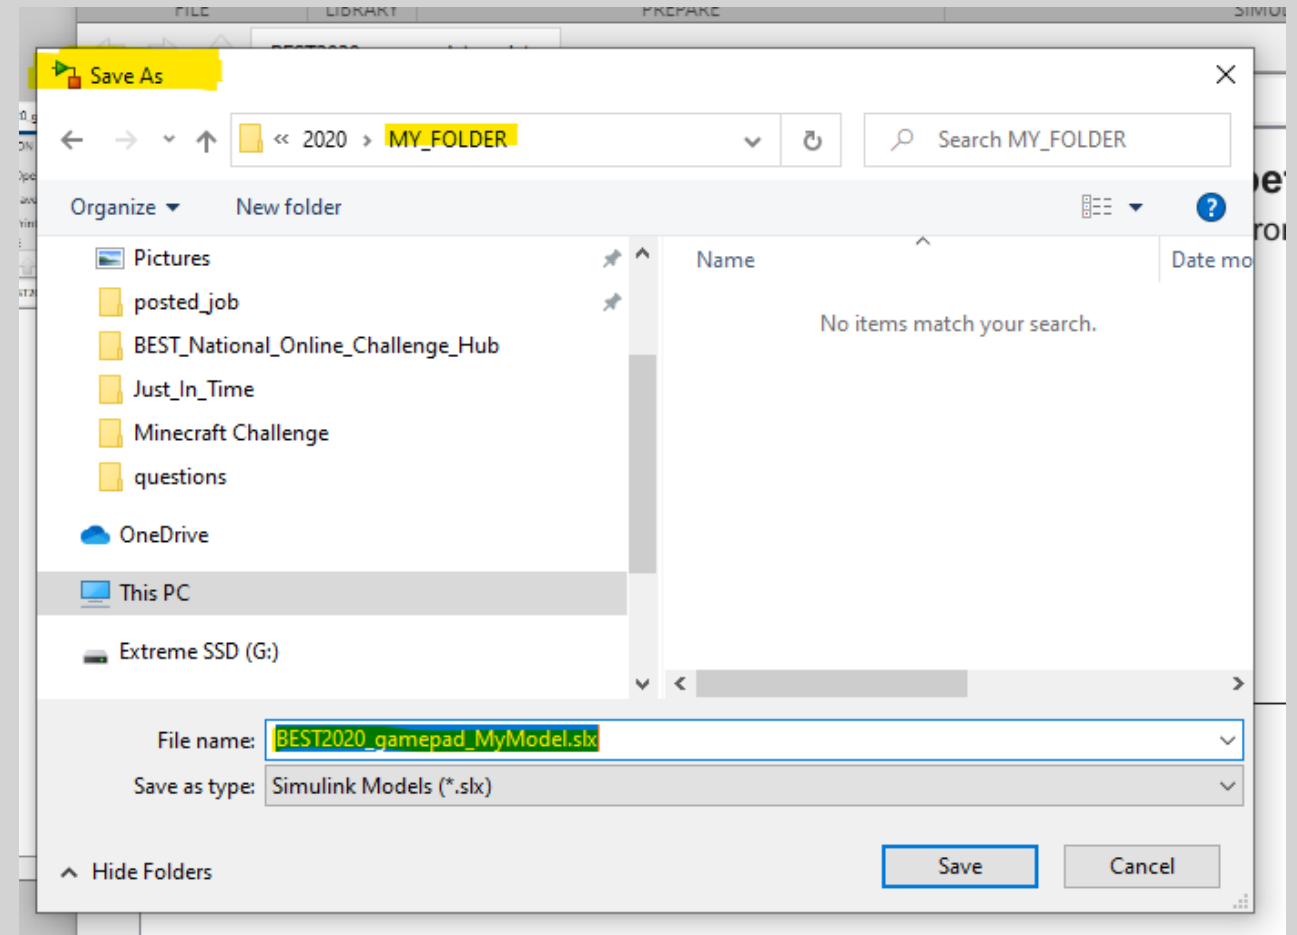 FILE LIBRARY PREPARE
Save As
« 2020 › MY_FOLDER
Search MY_FOLDER
Organize
New folder
?
Name
Date mo
Pictures
posted_job
BEST_National_Online_Challenge_Hub
Just_In_Time
Minecraft Challenge
questions
OneDrive
This PC
Extreme SSD (G:)
No items match your search.
File name: BEST2020_gamepad_MyModel.slx
Save as type: Simulink Models (*.slx)
Hide Folders
Save
Cancel